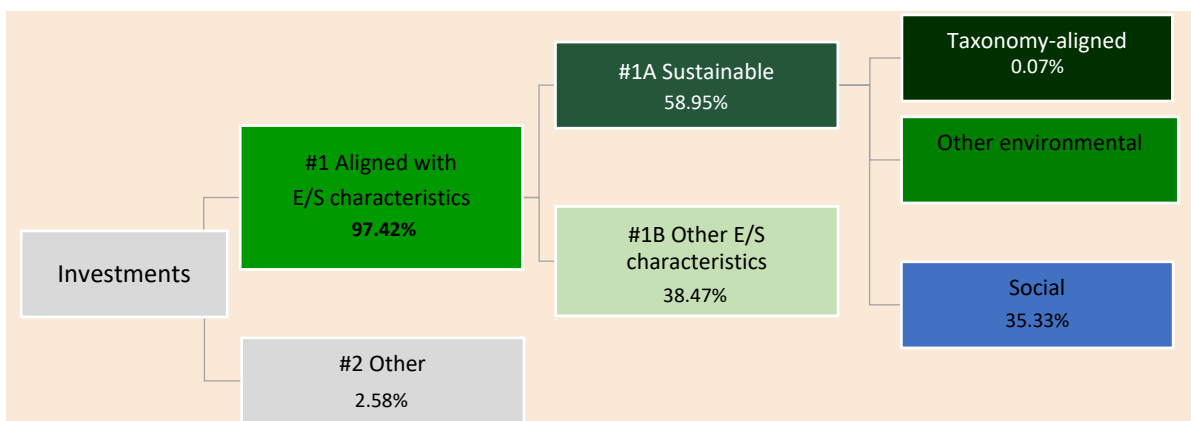 Investments
#1 Aligned with
E/S characteristics
97.42%
#2 Other
2.58%
#1A Sustainable
58.95%
#1B Other E/S
characteristics
38.47%
Taxonomy-aligned
0.07%
Other environmental
Social
35.33%